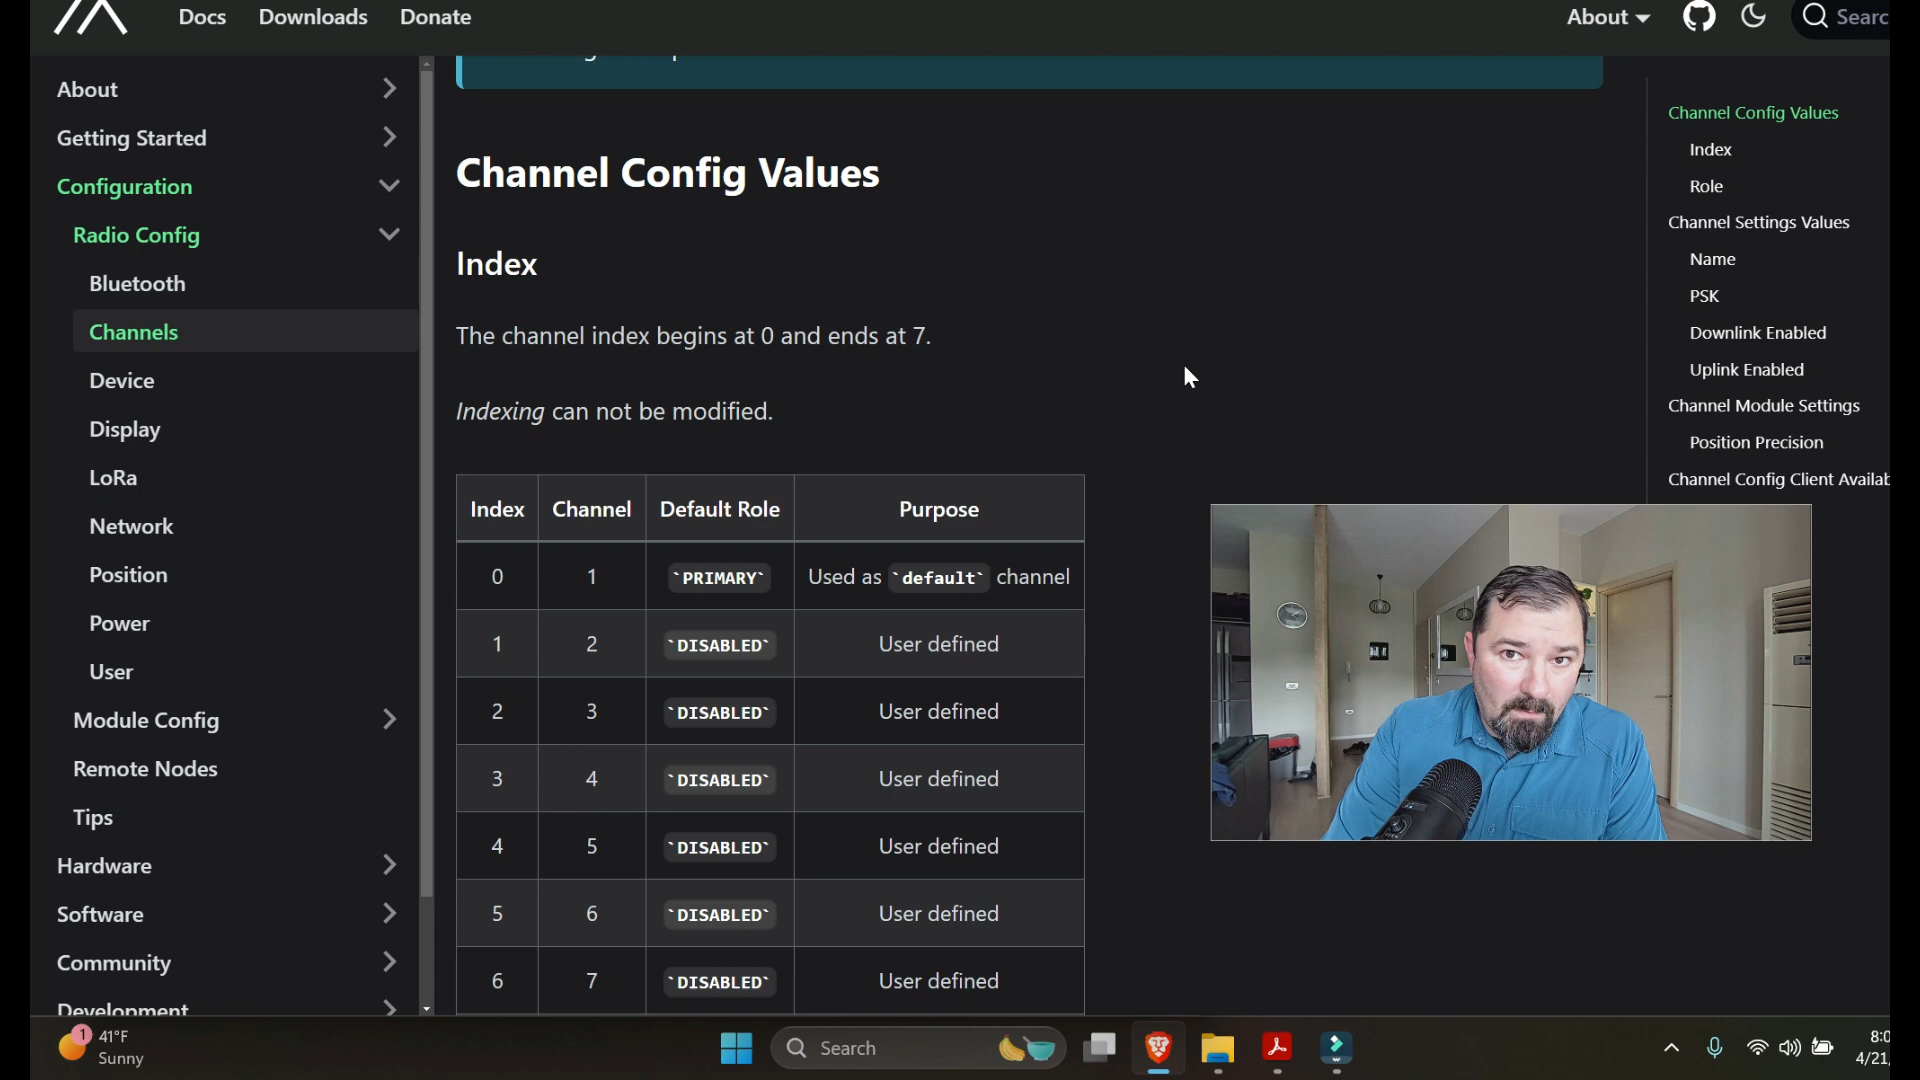 Docs Downloads Donate About
About
Getting Started
Configuration
Radio Config
Bluetooth
Channels
Device
Display
LoRa
Network
Position
Power
User
Module Config
Remote Nodes
Tips
Hardware
Software
Community
Development
Channel Config Values
Index
The channel index begins at 0 and ends at 7.
Indexing can not be modified.
Index Channel Default Role Purpose
0 1 `PRIMARY` Used as `default` channel
1 2 `DISABLED` User defined
2 3 `DISABLED` User defined
3 4 `DISABLED` User defined
4 5 `DISABLED` User defined
5 6 `DISABLED` User defined
6 7 `DISABLED` User defined
Channel Config Values
Index
Role
Channel Settings Values
Name
PSK
Downlink Enabled
Uplink Enabled
Channel Module Settings
Position Precision
Channel Config Client
1
41°F
Sunny
Search
4/21